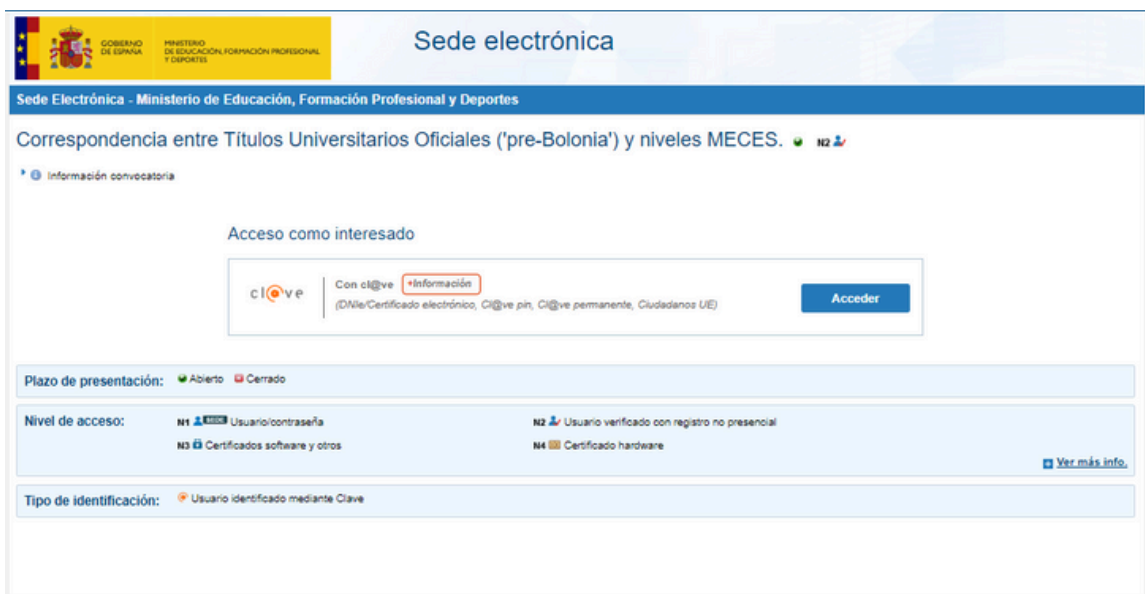 GOBIERNO
DE ESPAÑA
MINISTERIO
DE EDUCACIÓN, FORMACIÓN PROFESIONAL
Y DEPORTES
Sede electrónica
Sede Electrónica - Ministerio de Educación, Formación Profesional y Deportes
Correspondencia entre Títulos Universitarios Oficiales ('pre-Bolonia') y niveles MECES. N2
Información convocatoria
Acceso como interesado
cl@ve
Con cl@ve +Información
(DNIe/Certificado electrónico, Cl@ve pin, Cl@ve permanente, Ciudadanos UE)
Acceder
Plazo de presentación: Abierto Cerrado
Nivel de acceso: N1 SEDE Usuario/contraseña N2 Usuario verificado con registro no presencial
N3 Certificados software y otros N4 Certificado hardware
Ver más info.
Tipo de identificación: Usuario identificado mediante Clave